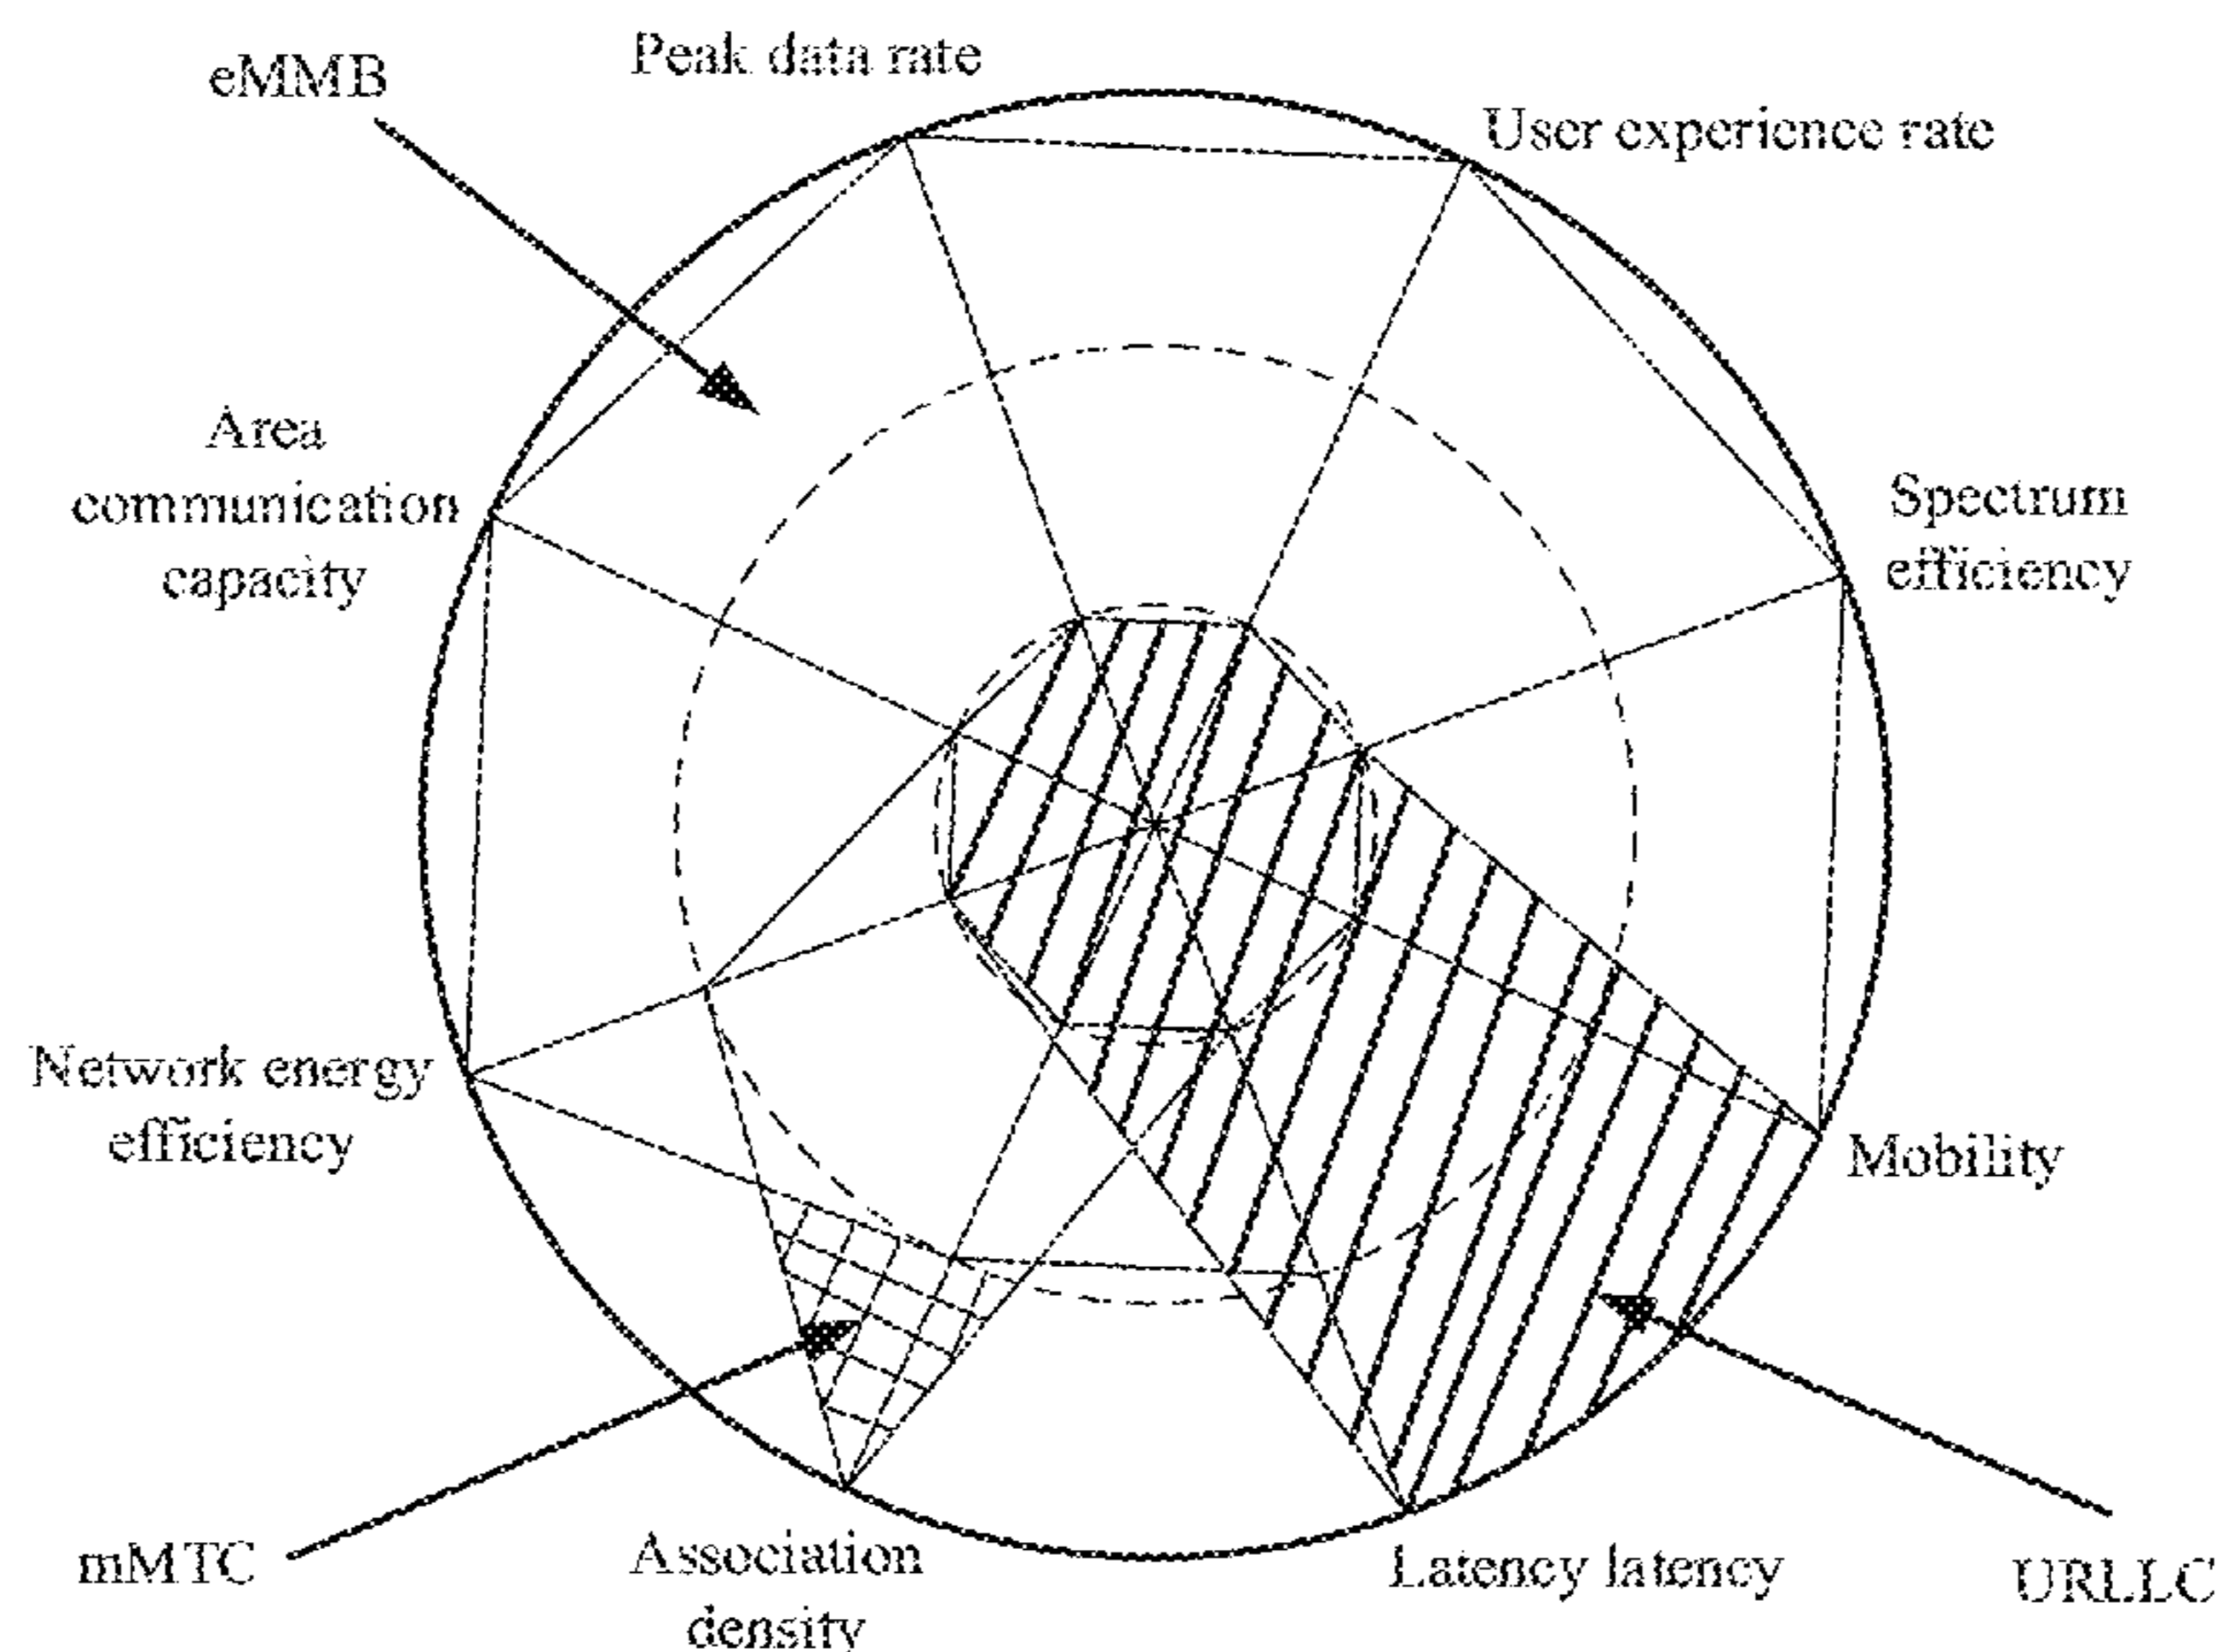 Peak data rate
eMMB
User experience rate
Area
communication
capacity
Spectrum
efficiency
Network energy
efficiency
Mobility
mMTC
Association
density
Latency latency
URLLC